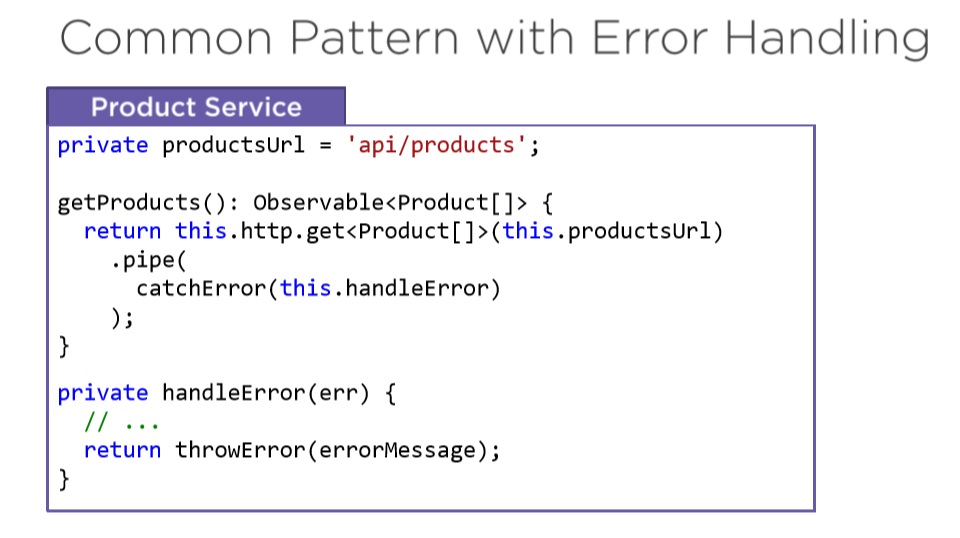 Common Pattern with Error Handling
Product Service
private productsUrl = 'api/products';
getProducts(): Observable<Product[]> {
return this.http.get<Product[]>(this.productsUrl)
.pipe(
catchError(this.handleError)
);
}
private handleError(err) {
// ...
return throwError(errorMessage);
}